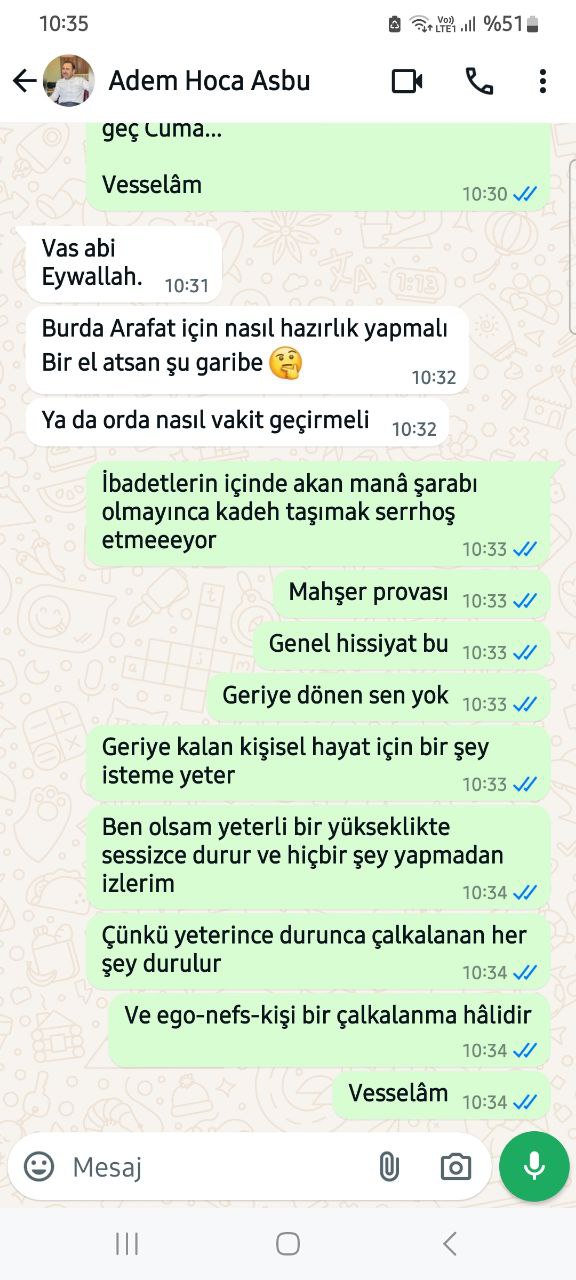 10:35
Vo)) LTE1 %51
Adem Hoca Asbu
geç Cuma...
Vesselâm
10:30
Vas abi
Eywallah.
10:31
Burda Arafat için nasıl hazırlık yapmalı
Bir el atsan şu garibe 🤔
10:32
Ya da orda nasıl vakit geçirmeli
10:32
İbadetlerin içinde akan manâ şarabı
olmayınca kadeh taşımak serrhoş
etmeeeyor
10:33
Mahşer provası
10:33
Genel hissiyat bu
10:33
Geriye dönen sen yok
10:33
Geriye kalan kişisel hayat için bir şey
isteme yeter
10:33
Ben olsam yeterli bir yükseklikte
sessizce durur ve hiçbir şey yapmadan
izlerim
10:34
Çünkü yeterince durunca çalkalanan her
şey durulur
10:34
Ve ego-nefs-kişi bir çalkalanma hâlidir
10:34
Vesselâm
10:34
Mesaj